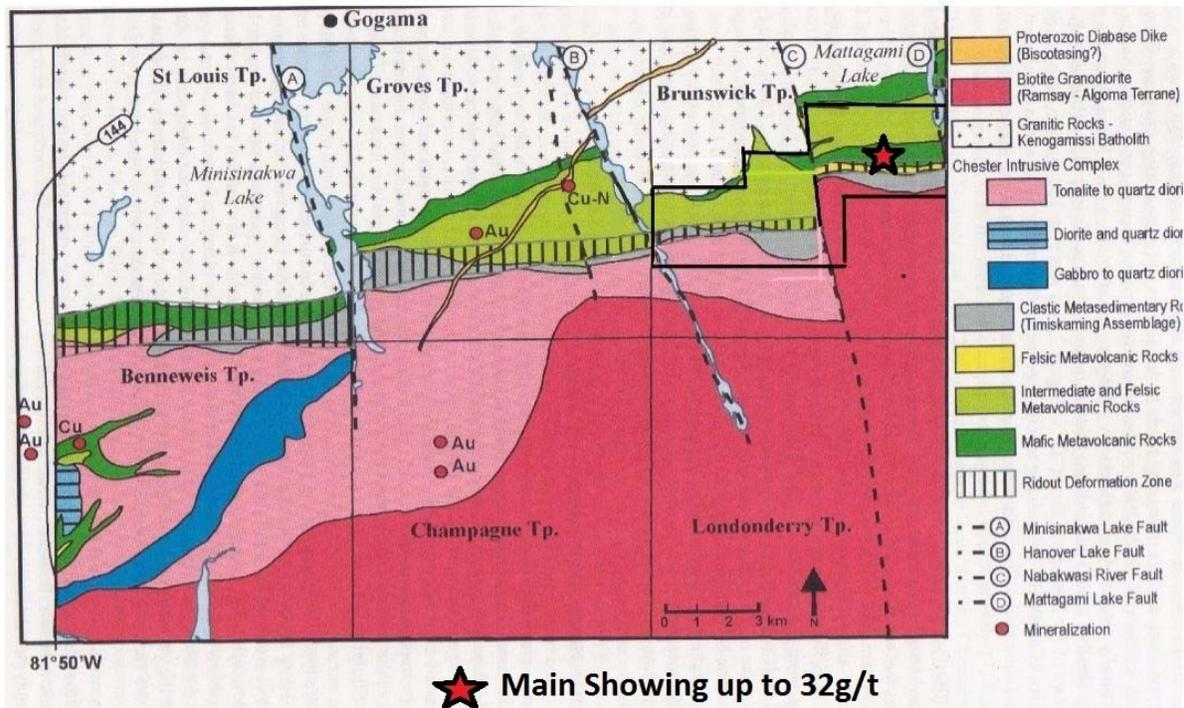 Gogama
St Louis Tp.
A
Groves Tp.
B
Brunswick Tp.
C
Mattagami
Lake
D
144
Minisinakwa
Lake
Cu-N
Au
Benneweis Tp.
Au
Au
Cu
Au
Au
Champagne Tp.
Londonderry Tp.
0 1 2 3 km
N
81°50'W
Proterozoic Diabase Dike
(Biscotasing?)
Biotite Granodiorite
(Ramsay - Algoma Terrane)
Granitic Rocks -
Kenogamissi Batholith
Chester Intrusive Complex
Tonalite to quartz diori
Diorite and quartz dior
Gabbro to quartz diori
Clastic Metasedimentary Ro
(Timiskaming Assemblage)
Felsic Metavolcanic Rocks
Intermediate and Felsic
Metavolcanic Rocks
Mafic Metavolcanic Rocks
Ridout Deformation Zone
A Minisinakwa Lake Fault
B Hanover Lake Fault
C Nabakwasi River Fault
D Mattagami Lake Fault
Mineralization
Main Showing up to 32g/t